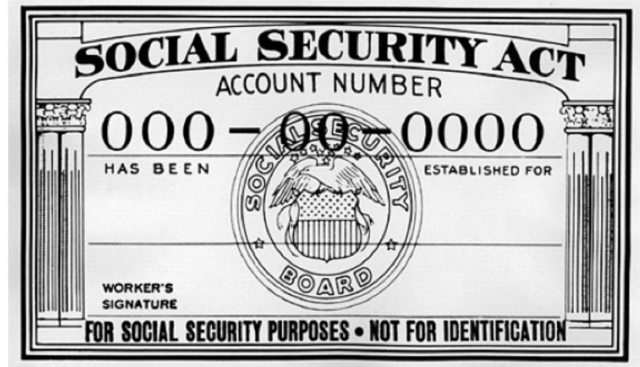 SOCIAL SECURITY ACT
ACCOUNT NUMBER
000-00-0000
HAS BEEN ESTABLISHED FOR
SOCIAL SECURITY BOARD
WORKER'S
SIGNATURE
FOR SOCIAL SECURITY PURPOSES • NOT FOR IDENTIFICATION